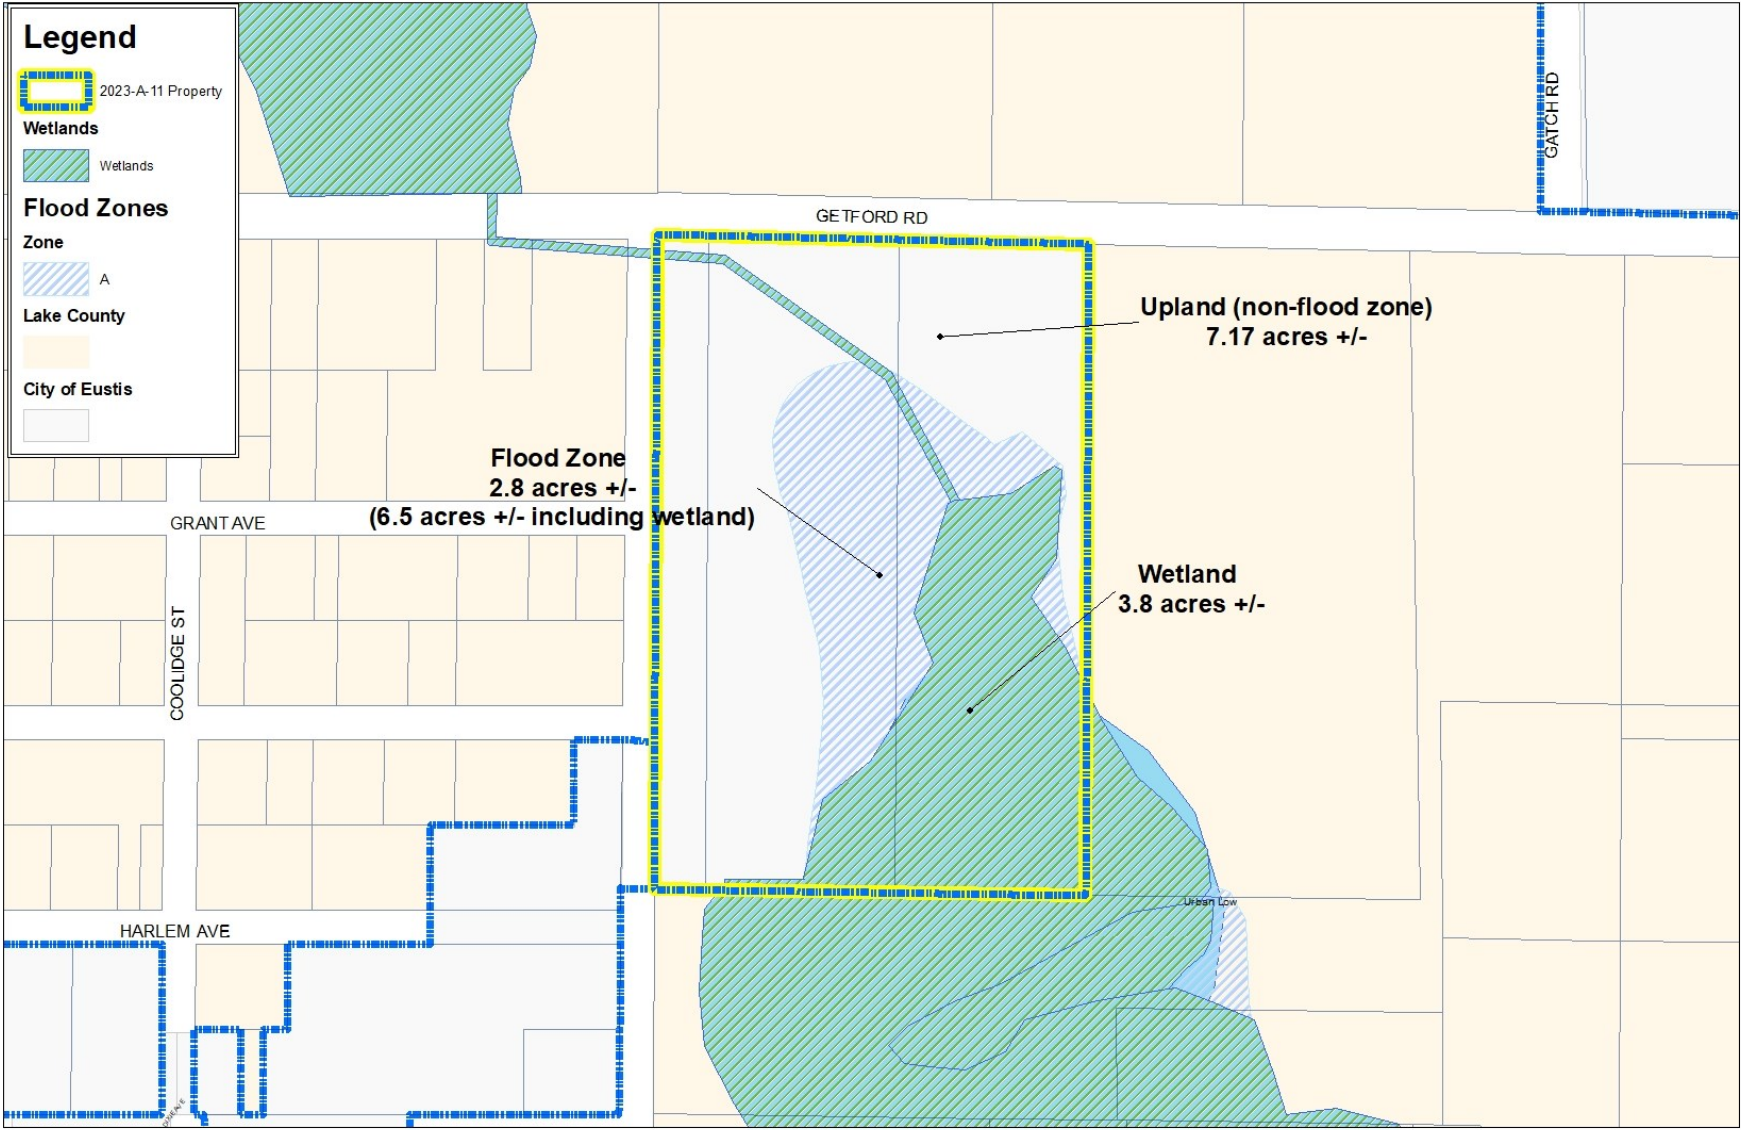 Legend
2023-A-11 Property
Wetlands
Wetlands
Flood Zones
Zone
A
Lake County
City of Eustis
GATCH RD
GETFORD RD
Upland (non-flood zone)
7.17 acres +/-
Flood Zone
2.8 acres +/-
(6.5 acres +/- including wetland)
GRANT AVE
Wetland
3.8 acres +/-
COOLIDGE ST
Urban Low
HARLEM AVE